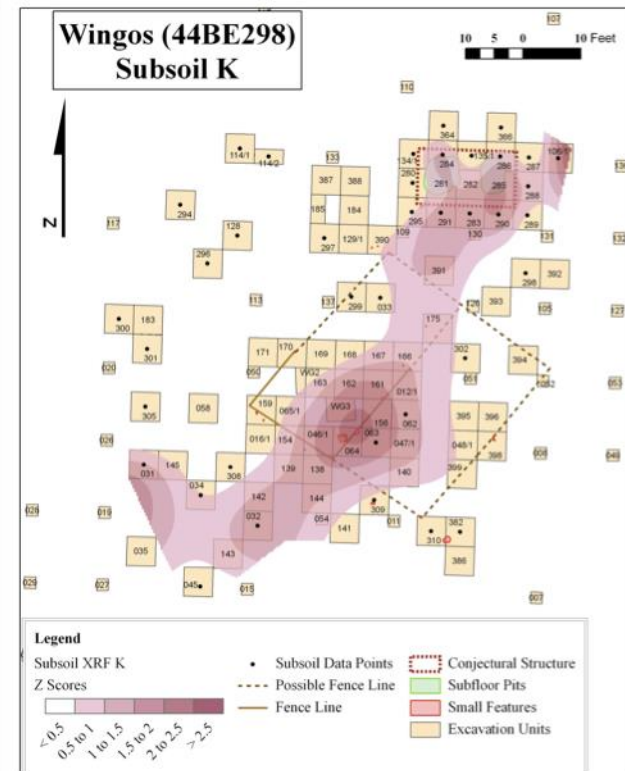 Wingos (44BE298)
Subsoil K
10 5 0 10 Feet
107
N
110
364 366
114/1 114/2 133 134/1 284 135/1 286 287 106/1
387 388 280 281 282 285 288
294 185 184 295 291 283 290 289
117 128 297 129/1 390 109 130 131
296 391 298 392
113 137 299 033 393 105
300 183 175
301 171 170 169 168 167 166 302 394
020 050 WG2 051
163 162 161 012/1
305 058 159 065/1 WG3 156 062 395 396
026 016/1 154 046/1 063 047/1 048/1 398 008
064
031 145 308 139 138 140 399
034
028 019 142 144 309
032 054 141 011 310 382
035 143 386
029 027 045 015 007
Legend
Subsoil XRF K
Z Scores
< 0.5
0.5 to 1
1 to 1.5
1.5 to 2
2 to 2.5
> 2.5
Subsoil Data Points
Possible Fence Line
Fence Line
Conjectural Structure
Subfloor Pits
Small Features
Excavation Units